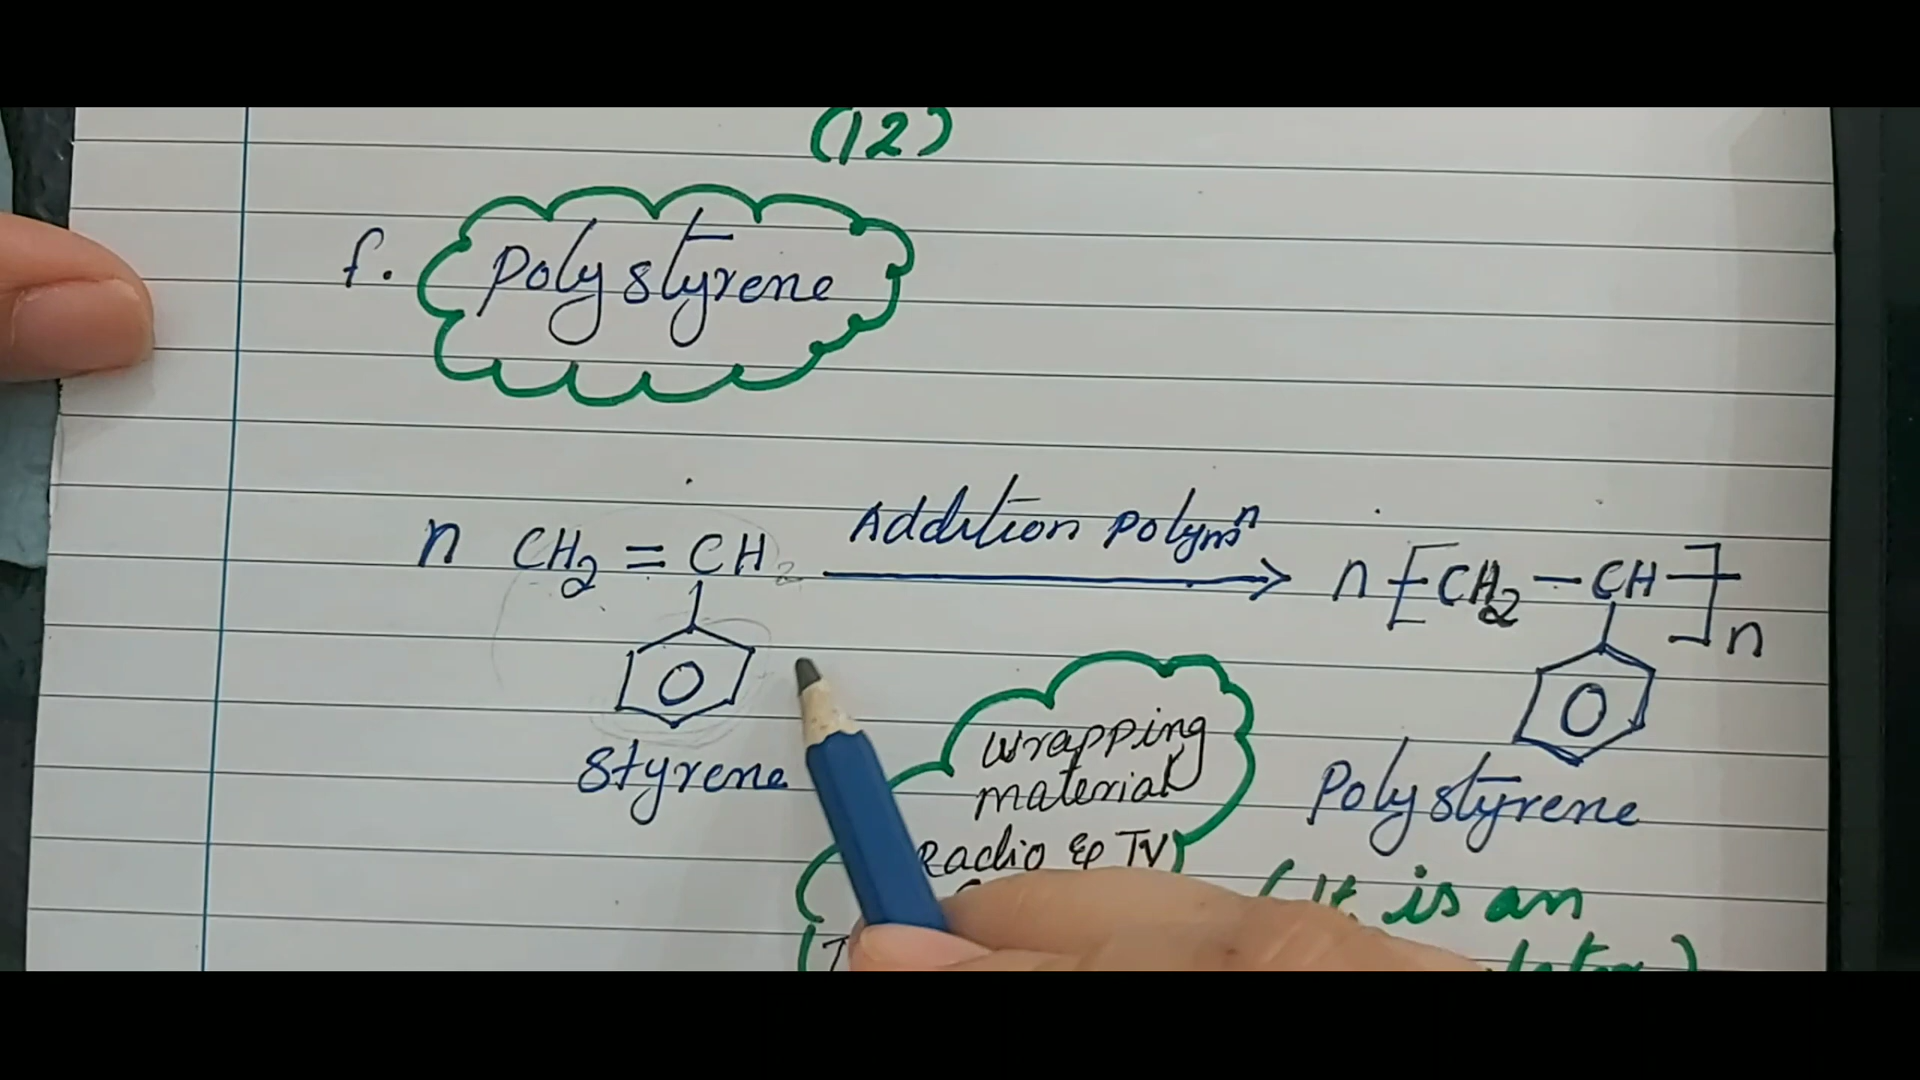 (12)
f. Polystyrene
n CH2 = CH Addition Polymn n [CH2 – CH]n
Styrene
Polystyrene
wrapping
material
Radio & TV
(It is an